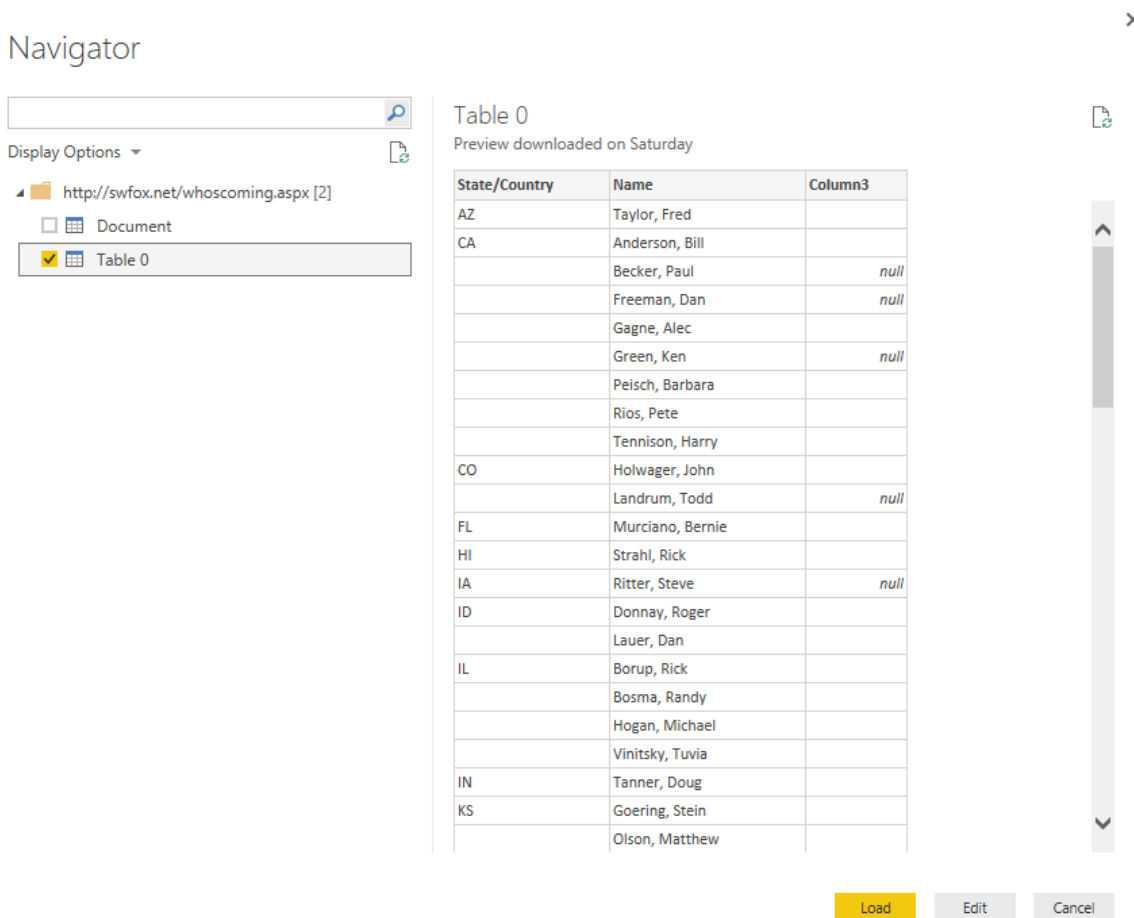 Navigator
Display Options
http://swfox.net/whoscoming.aspx [2]
Document
Table 0
Table 0
Preview downloaded on Saturday
State/Country Name Column3
AZ Taylor, Fred
CA Anderson, Bill
Becker, Paul null
Freeman, Dan null
Gagne, Alec
Green, Ken null
Peisch, Barbara
Rios, Pete
Tennison, Harry
CO Holwager, John
Landrum, Todd null
FL Murciano, Bernie
HI Strahl, Rick
IA Ritter, Steve null
ID Donnay, Roger
Lauer, Dan
IL Borup, Rick
Bosma, Randy
Hogan, Michael
Vinitsky, Tuvia
IN Tanner, Doug
KS Goering, Stein
Olson, Matthew
Load Edit Cancel